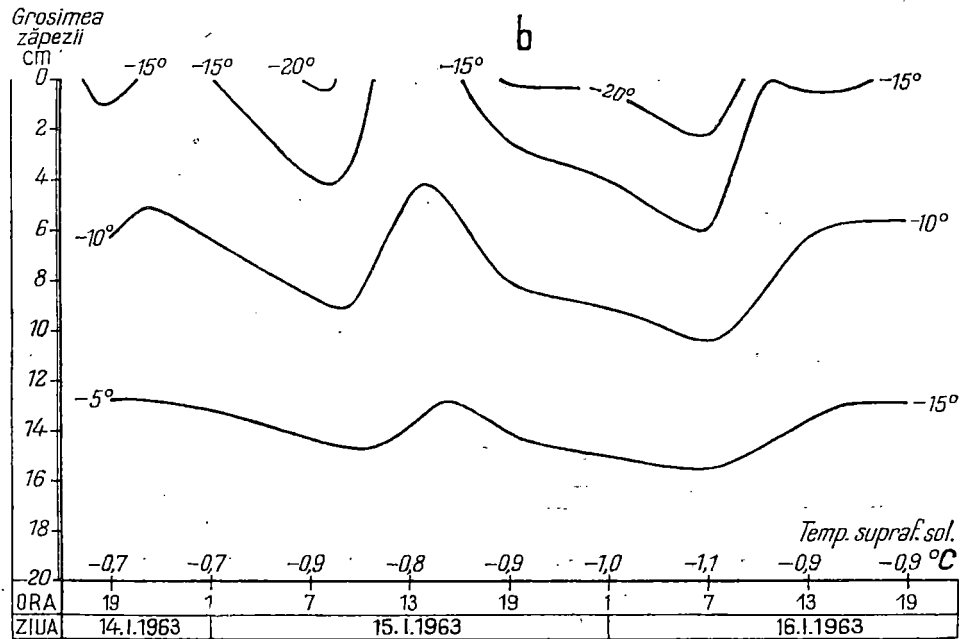 Grosimea
zăpezii
cm
b
-15° -15° -20° -15°
0
-20°
-15°
2
4
6
-10°
-10°
8
10
12
-5°
-15°
14
16
18
Temp. supraf. sol.
-0,7 -0,7 -0,9 -0,8 -0,9 -1,0 -1,1 -0,9 -0,9 °C
20
ORA 19 1 7 13 19 1 7 13 19
ZIUA 14.I.1963 15.I.1963 16.I.1963